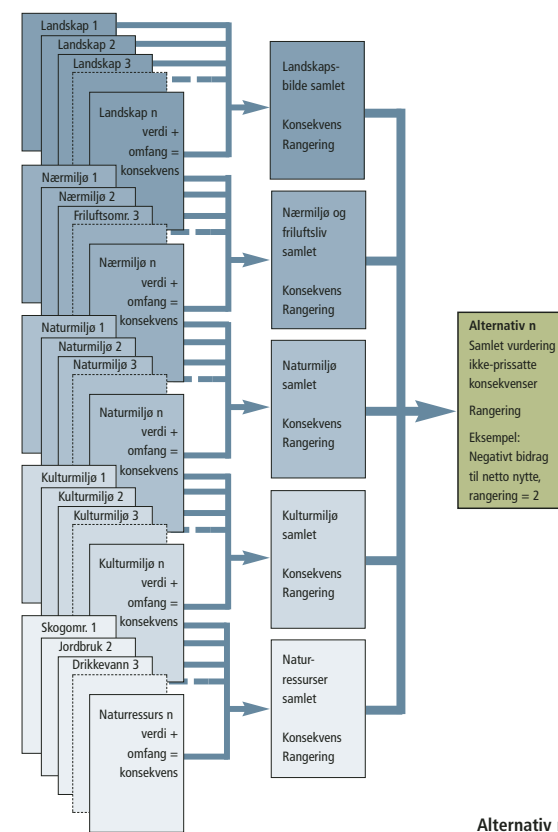 Landskap 1
Landskap 2
Landskap 3
Landskap n
verdi +
omfang =
konsekvens
Nærmiljø 1
Nærmiljø 2
Friluftsomr. 3
Nærmiljø n
verdi +
omfang =
konsekvens
Naturmiljø 1
Naturmiljø 2
Naturmiljø 3
Naturmiljø n
verdi +
omfang =
konsekvens
Kulturmiljø 1
Kulturmiljø 2
Kulturmiljø 3
Kulturmiljø n
verdi +
omfang =
konsekvens
Skogomr. 1
Jordbruk 2
Drikkevann 3
Naturressurs n
verdi +
omfang =
konsekvens
Landskaps-
bilde samlet
Konsekvens
Rangering
Nærmiljø og
friluftsliv
samlet
Konsekvens
Rangering
Naturmiljø
samlet
Konsekvens
Rangering
Kulturmiljø
samlet
Konsekvens
Rangering
Natur-
ressurser
samlet
Konsekvens
Rangering
Alternativ n
Samlet vurdering
ikke-prissatte
konsekvenser
Rangering
Eksempel:
Negativt bidrag
til netto nytte,
rangering = 2
Alternativ